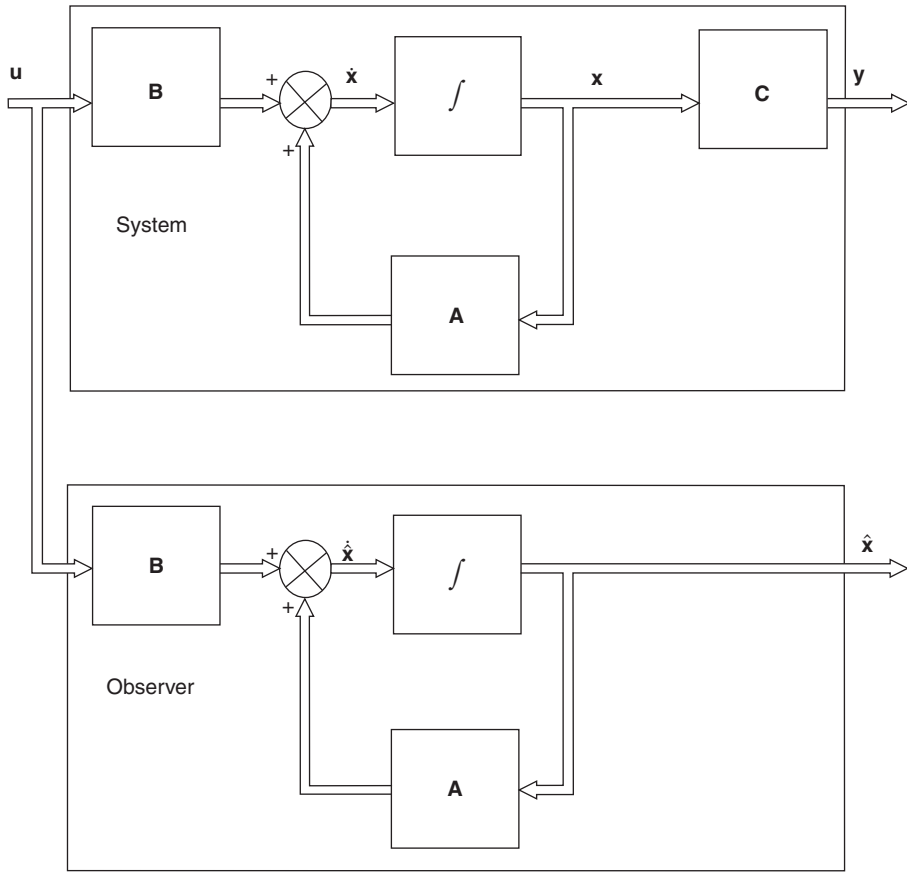 u
B
+
ẋ
∫
x
C
y
+
System
A
B
+
x̂̇
∫
x̂
+
Observer
A